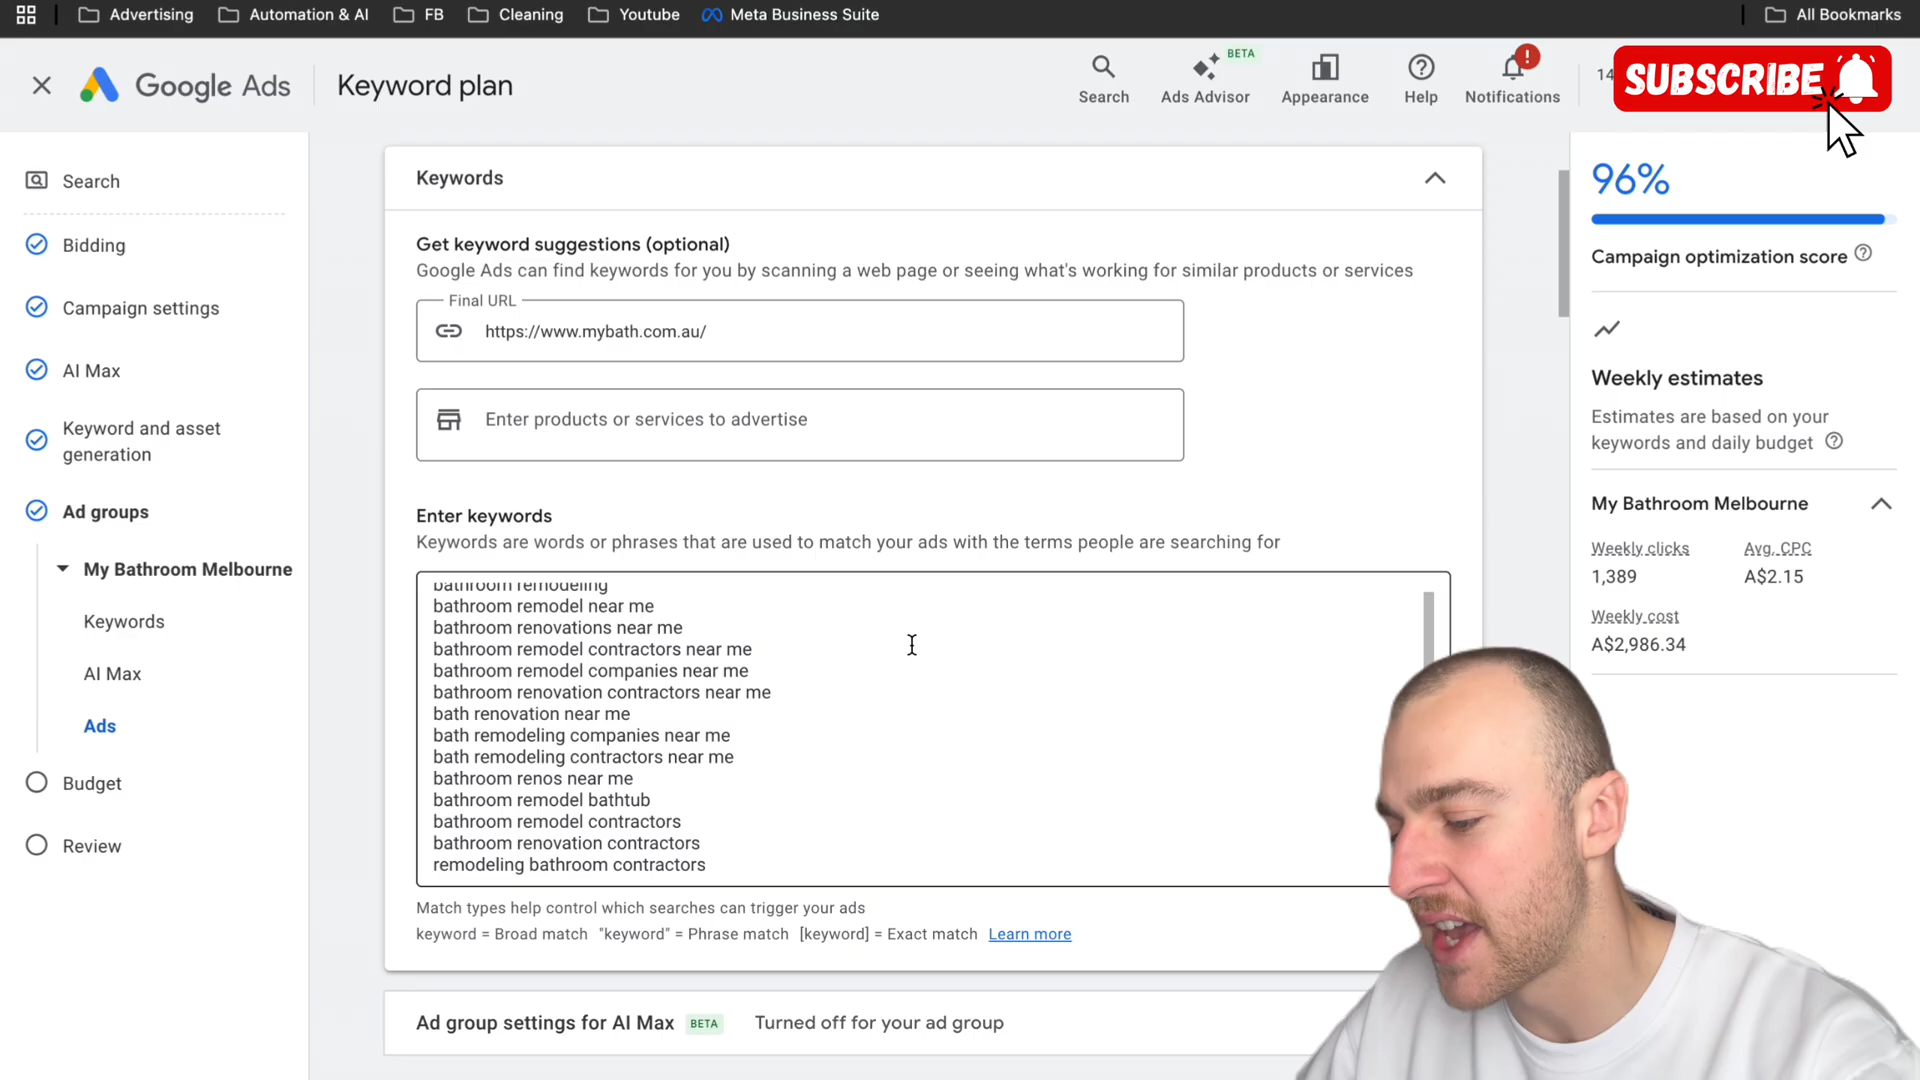 Advertising
Automation & AI
FB
Cleaning
Youtube
Meta Business Suite
All Bookmarks
Google Ads
Keyword plan
Search
BETA
Ads Advisor
Appearance
Help
!
Notifications
14
SUBSCRIBE
Search
Bidding
Campaign settings
AI Max
Keyword and asset
generation
Ad groups
My Bathroom Melbourne
Keywords
AI Max
Ads
Budget
Review
Keywords
Get keyword suggestions (optional)
Google Ads can find keywords for you by scanning a web page or seeing what's working for similar products or services
Final URL
https://www.mybath.com.au/
Enter products or services to advertise
Enter keywords
Keywords are words or phrases that are used to match your ads with the terms people are searching for
bathroom remodeling
bathroom remodel near me
bathroom renovations near me
bathroom remodel contractors near me
bathroom remodel companies near me
bathroom renovation contractors near me
bath renovation near me
bath remodeling companies near me
bath remodeling contractors near me
bathroom renos near me
bathroom remodel bathtub
bathroom remodel contractors
bathroom renovation contractors
remodeling bathroom contractors
Match types help control which searches can trigger your ads
keyword = Broad match "keyword" = Phrase match [keyword] = Exact match Learn more
Ad group settings for AI Max BETA Turned off for your ad group
96%
Campaign optimization score
Weekly estimates
Estimates are based on your
keywords and daily budget
My Bathroom Melbourne
Weekly clicks
Avg. CPC
1,389
A$2.15
Weekly cost
A$2,986.34